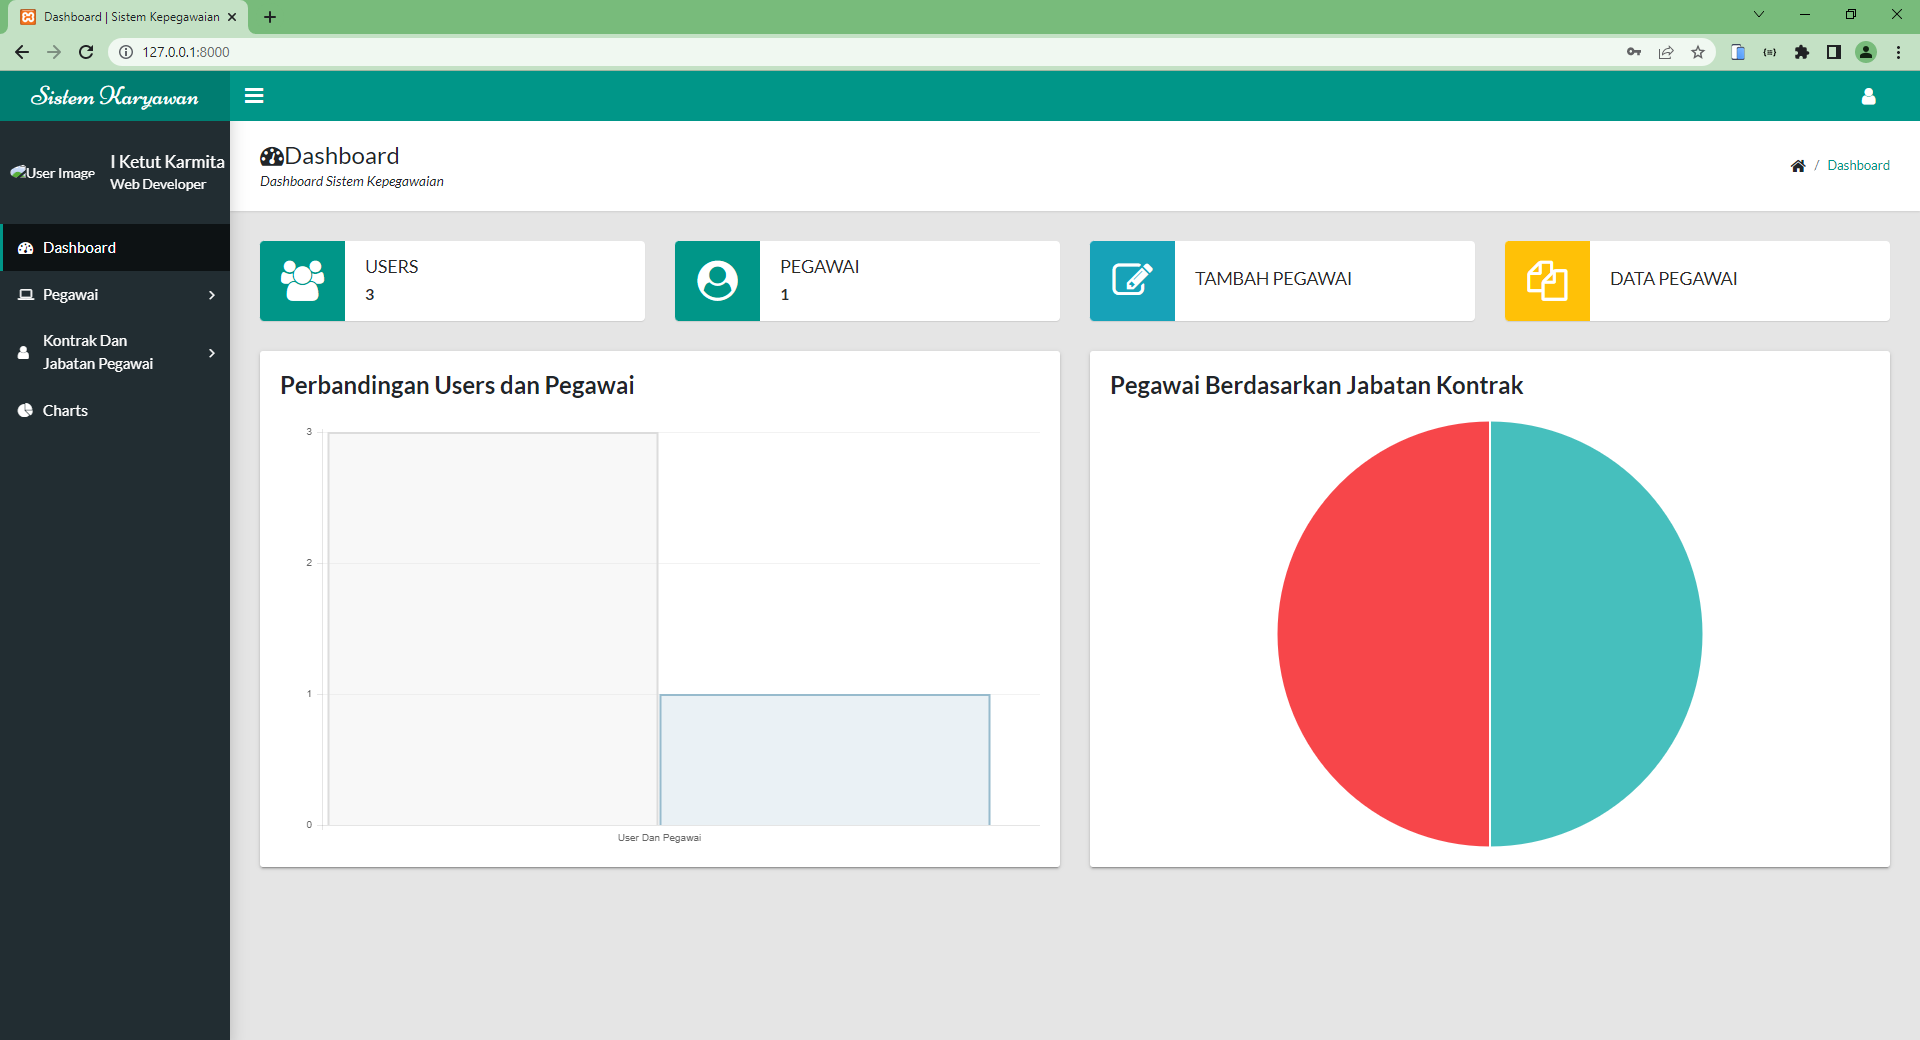 Dashboard | Sistem Kepegawaian
127.0.0.1:8000
Sistem Karyawan
User Image
I Ketut Karmita
Web Developer
Dashboard
Pegawai
Kontrak Dan
Jabatan Pegawai
Charts
Dashboard
Dashboard Sistem Kepegawaian
/ Dashboard
USERS
3
PEGAWAI
1
TAMBAH PEGAWAI
DATA PEGAWAI
Perbandingan Users dan Pegawai
3
2
1
0
User Dan Pegawai
Pegawai Berdasarkan Jabatan Kontrak